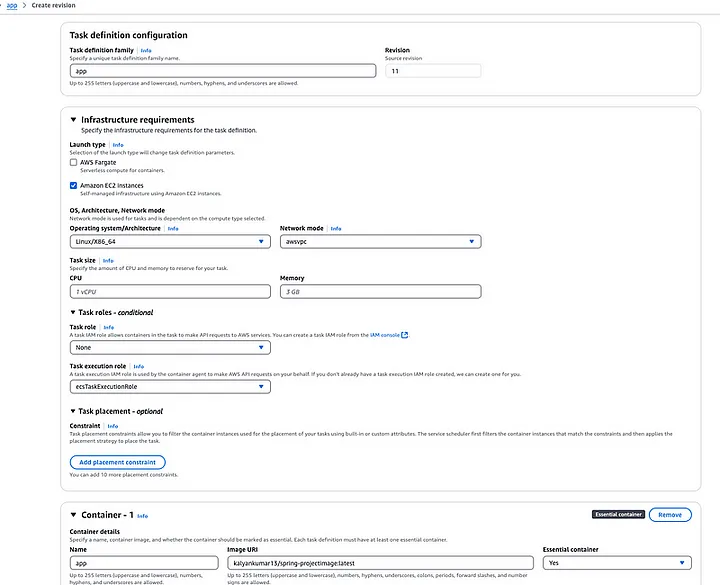 app > Create revision
Task definition configuration
Task definition family | Info
Specify a unique task definition family name.
app
Up to 255 letters (uppercase and lowercase), numbers, hyphens, and underscores are allowed.
Revision
Source revision
11
Infrastructure requirements
Specify the infrastructure requirements for the task definition.
Launch type | Info
Selection of the launch type will change task definition parameters.
AWS Fargate
Serverless compute for containers.
Amazon EC2 instances
Self-managed infrastructure using Amazon EC2 instances.
OS, Architecture, Network mode
Network mode is used for tasks and is dependent on the compute type selected.
Operating system/Architecture | Info
Linux/X86_64
Network mode | Info
awsvpc
Task size | Info
Specify the amount of CPU and memory to reserve for your task.
CPU
1 vCPU
Memory
3 GB
Task roles - conditional
Task role | Info
A task IAM role allows containers in the task to make API requests to AWS services. You can create a task IAM role from the IAM console.
None
Task execution role | Info
A task execution IAM role is used by the container agent to make AWS API requests on your behalf. If you don't already have a task execution IAM role created, we can create one for you.
ecsTaskExecutionRole
Task placement - optional
Constraint | Info
Task placement constraints allow you to filter the container instances used for the placement of your tasks using built-in or custom attributes. The service scheduler first filters the container instances that match the constraints and then applies the
placement strategy to place the task.
Add placement constraint
You can add 10 more placement constraints.
Container - 1 Info
Essential container
Remove
Container details
Specify a name, container image, and whether the container should be marked as essential. Each task definition must have at least one essential container.
Name
app
Up to 255 letters (uppercase and lowercase), numbers,
hyphens, and underscores are allowed.
Image URI
kalyankumar13/spring-projectimage:latest
Up to 255 letters (uppercase and lowercase), numbers, hyphens, underscores, colons, periods, forward slashes, and number
signs are allowed.
Essential container
Yes